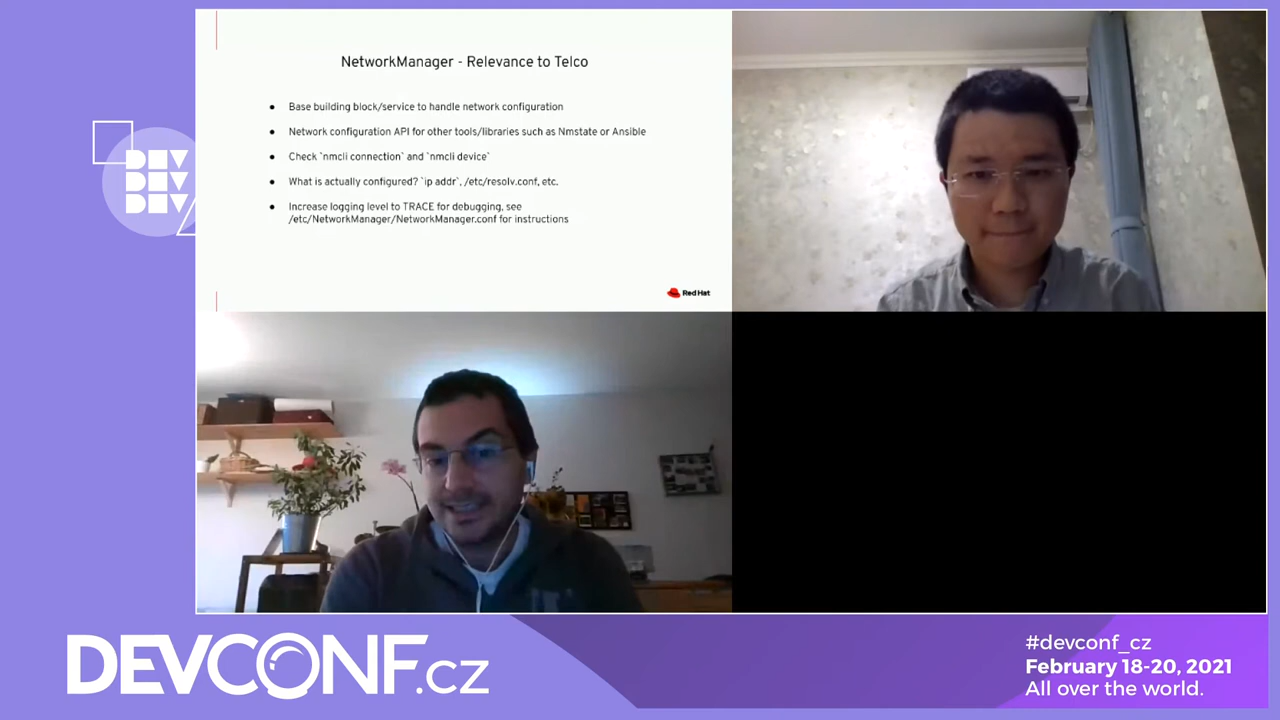 NetworkManager - Relevance to Telco
● Base building block/service to handle network configuration
● Network configuration API for other tools/libraries such as Nmstate or Ansible
● Check `nmcli connection` and `nmcli device`
● What is actually configured? `ip addr`, /etc/resolv.conf, etc.
● Increase logging level to TRACE for debugging, see
/etc/NetworkManager/NetworkManager.conf for instructions
Red Hat
DEV
DEV
DEV
DEVCONF.cz
#devconf_cz
February 18-20, 2021
All over the world.